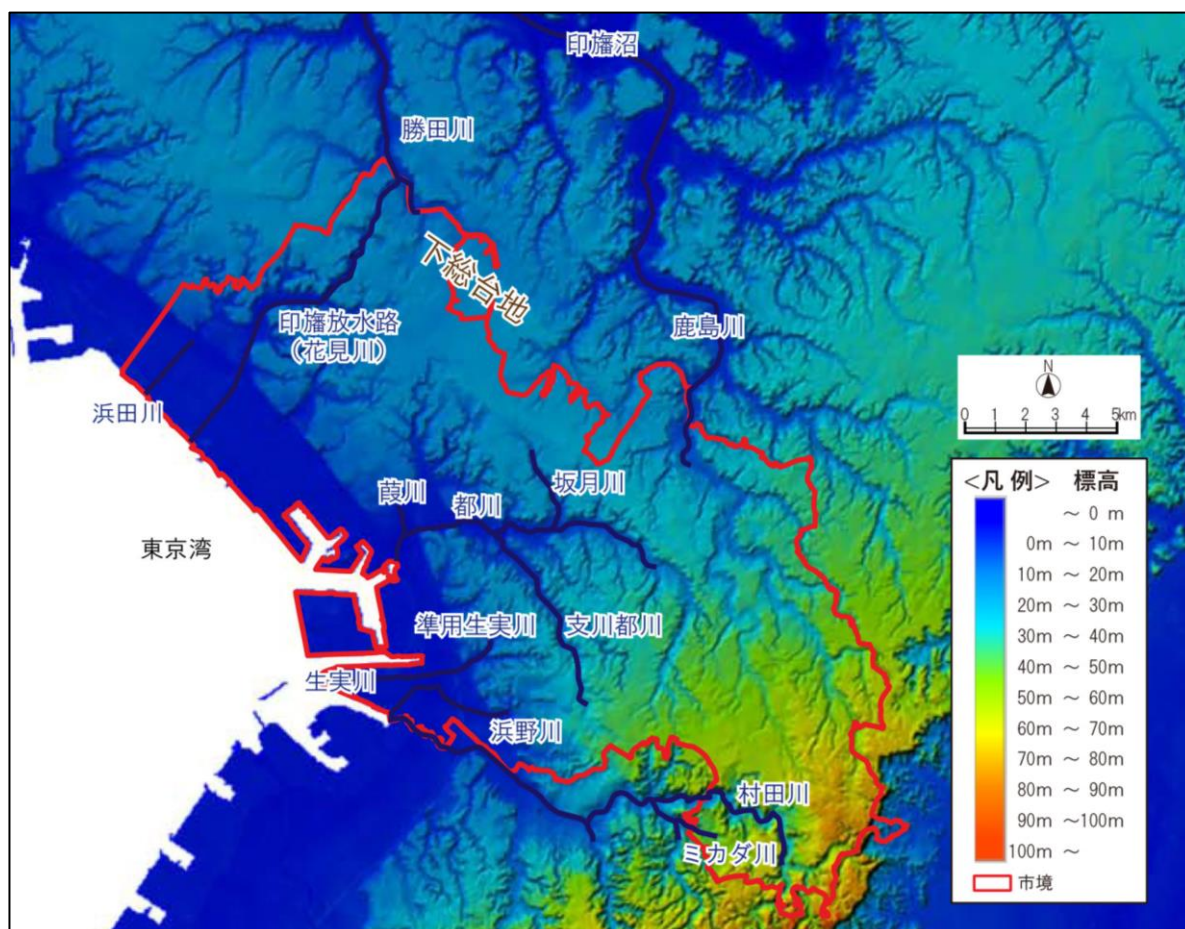 印旛沼
勝田川
下総台地
印旛放水路
(花見川)
鹿島川
浜田川
坂月川
葭川
都川
東京湾
準用生実川
支川都川
生実川
浜野川
村田川
ミカダ川
N
0 1 2 3 4 5km
<凡 例> 標高
～ 0 m
0m ～ 10m
10m ～ 20m
20m ～ 30m
30m ～ 40m
40m ～ 50m
50m ～ 60m
60m ～ 70m
70m ～ 80m
80m ～ 90m
90m ～100m
100m ～
市境